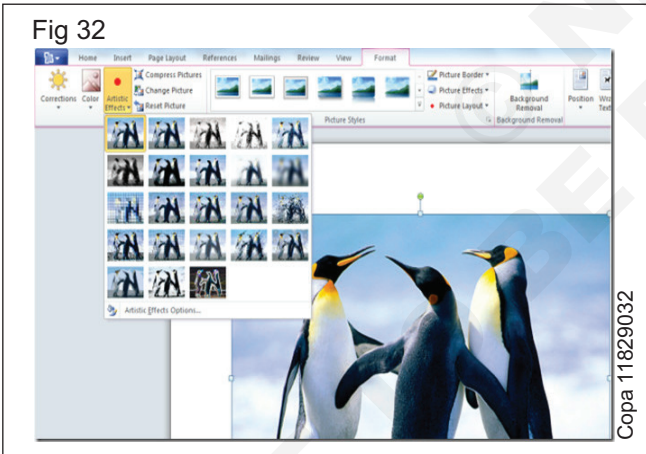 Fig 32
Home Insert Page Layout References Mailings Review View Format
Corrections Color Artistic Effects
Compress Pictures
Change Picture
Reset Picture
Picture Styles
Picture Border
Picture Effects
Picture Layout
Background Removal
Background Removal
Position
Artistic Effects Options...
Copa 11829032